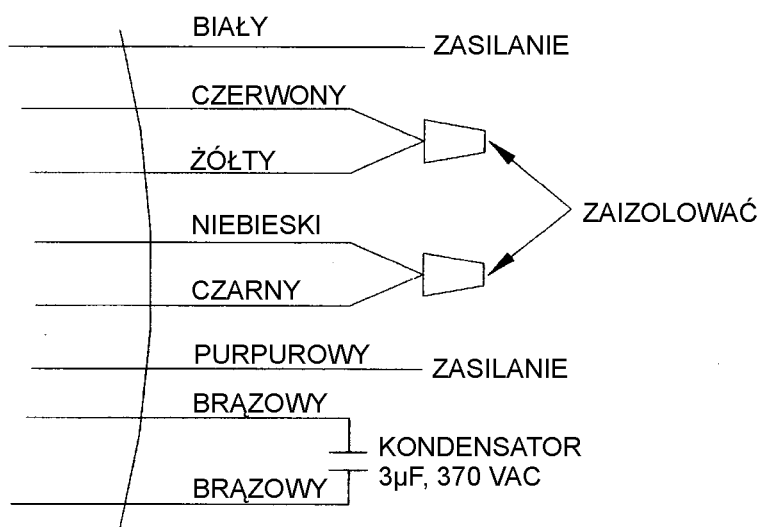 BIAŁY
ZASILANIE
CZERWONY
ŻÓŁTY
ZAIZOLOWAĆ
NIEBIESKI
CZARNY
PURPUROWY
ZASILANIE
BRĄZOWY
KONDENSATOR
3µF, 370 VAC
BRĄZOWY